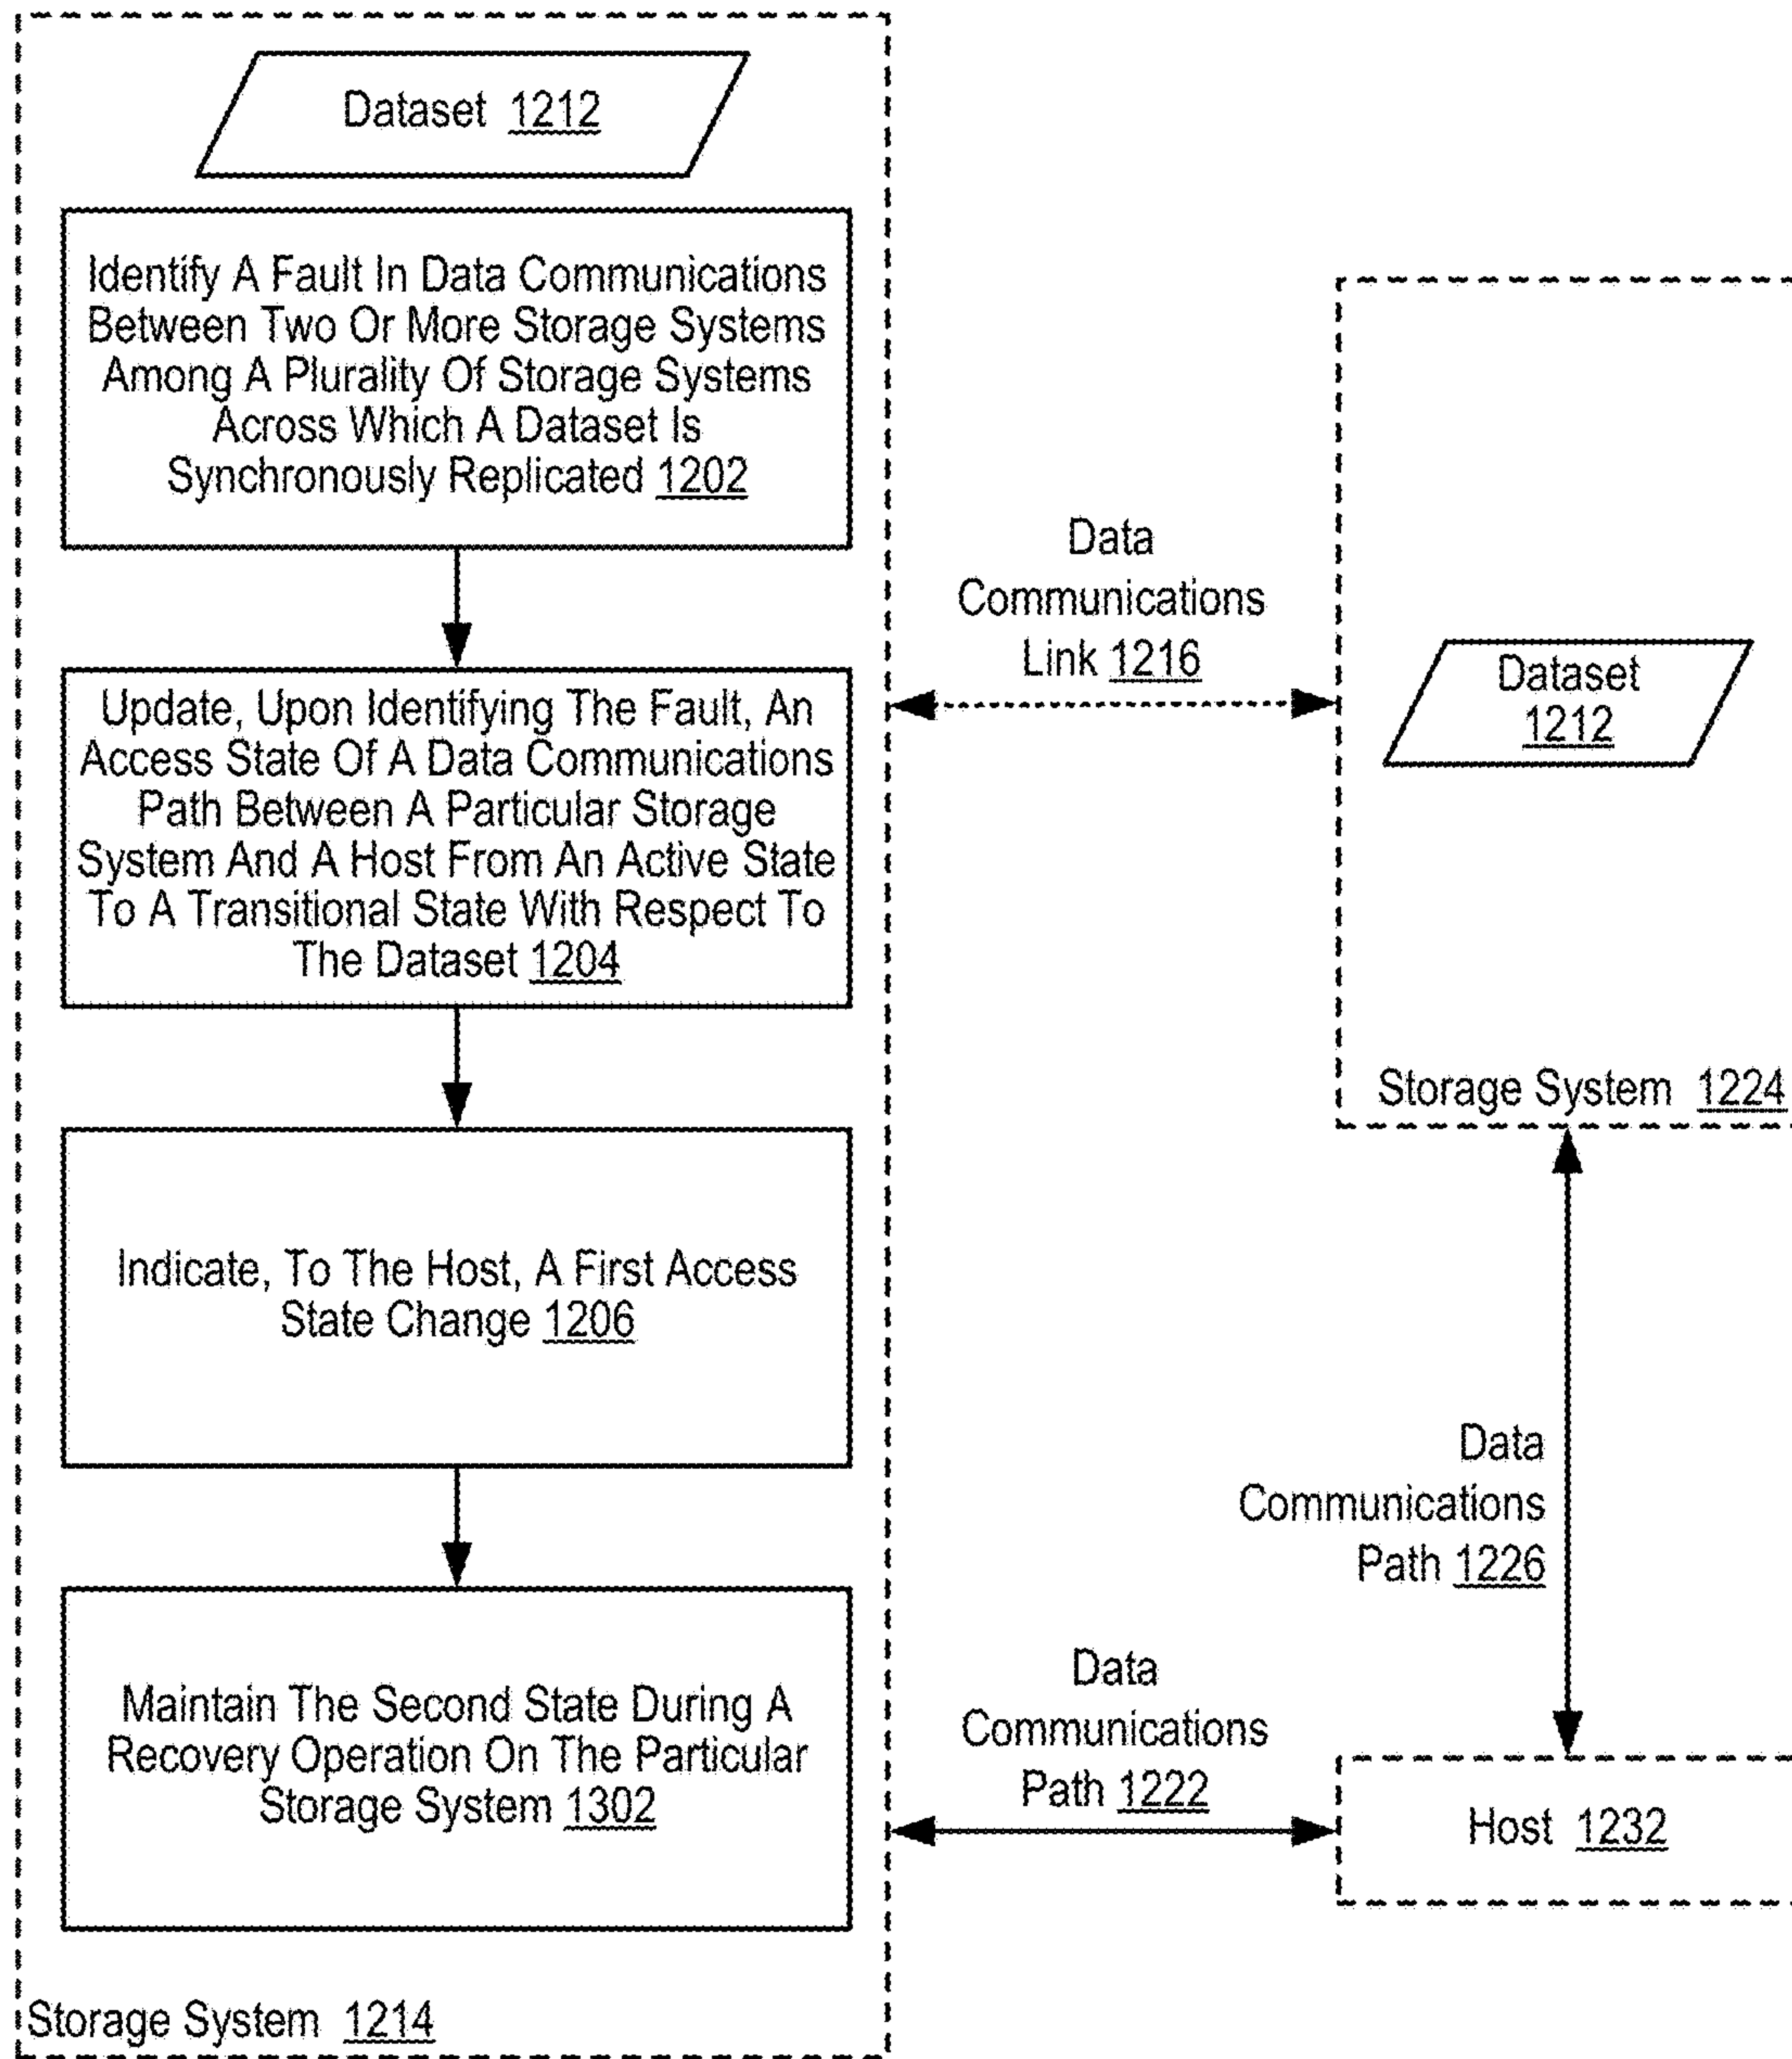 Dataset 1212
Identify A Fault In Data Communications
Between Two Or More Storage Systems
Among A Plurality Of Storage Systems
Across Which A Dataset Is
Synchronously Replicated 1202
Update, Upon Identifying The Fault, An
Access State Of A Data Communications
Path Between A Particular Storage
System And A Host From An Active State
To A Transitional State With Respect To
The Dataset 1204
Indicate, To The Host, A First Access
State Change 1206
Maintain The Second State During A
Recovery Operation On The Particular
Storage System 1302
Storage System 1214
Data
Communications
Link 1216
Dataset
1212
Storage System 1224
Data
Communications
Path 1226
Data
Communications
Path 1222
Host 1232